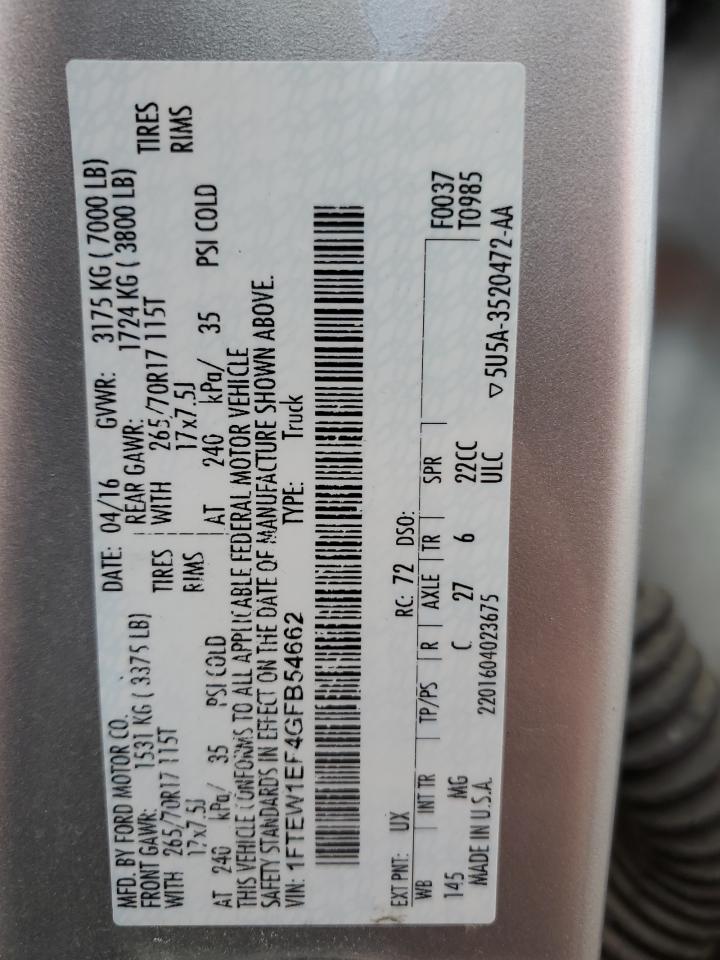 MFD. BY FORD MOTOR CO. DATE: 04/16 GVWR: 3175 KG ( 7000 LB)
FRONT GAWR: 1531 KG ( 3375 LB) REAR GAWR: 1724 KG ( 3800 LB)
WITH 265/70R17 115T TIRES WITH 265/70R17 115T TIRES
17x7.5J RIMS 17x7.5J RIMS
AT 240 kPa/ 35 PSI COLD AT 240 kPa/ 35 PSI COLD
THIS VEHICLE CONFORMS TO ALL APPLICABLE FEDERAL MOTOR VEHICLE
SAFETY STANDARDS IN EFFECT ON THE DATE OF MANUFACTURE SHOWN ABOVE.
VIN: 1FTEW1EF4GFB54662 TYPE: Truck
EXT PNT: UX RC: 72 DSO:
WB INT TR TP/PS R AXLE TR SPR F0037
145 MG C 27 6 22CC T0985
ULC
MADE IN U.S.A. 2201604023675 ▽5U5A-3520472-AA